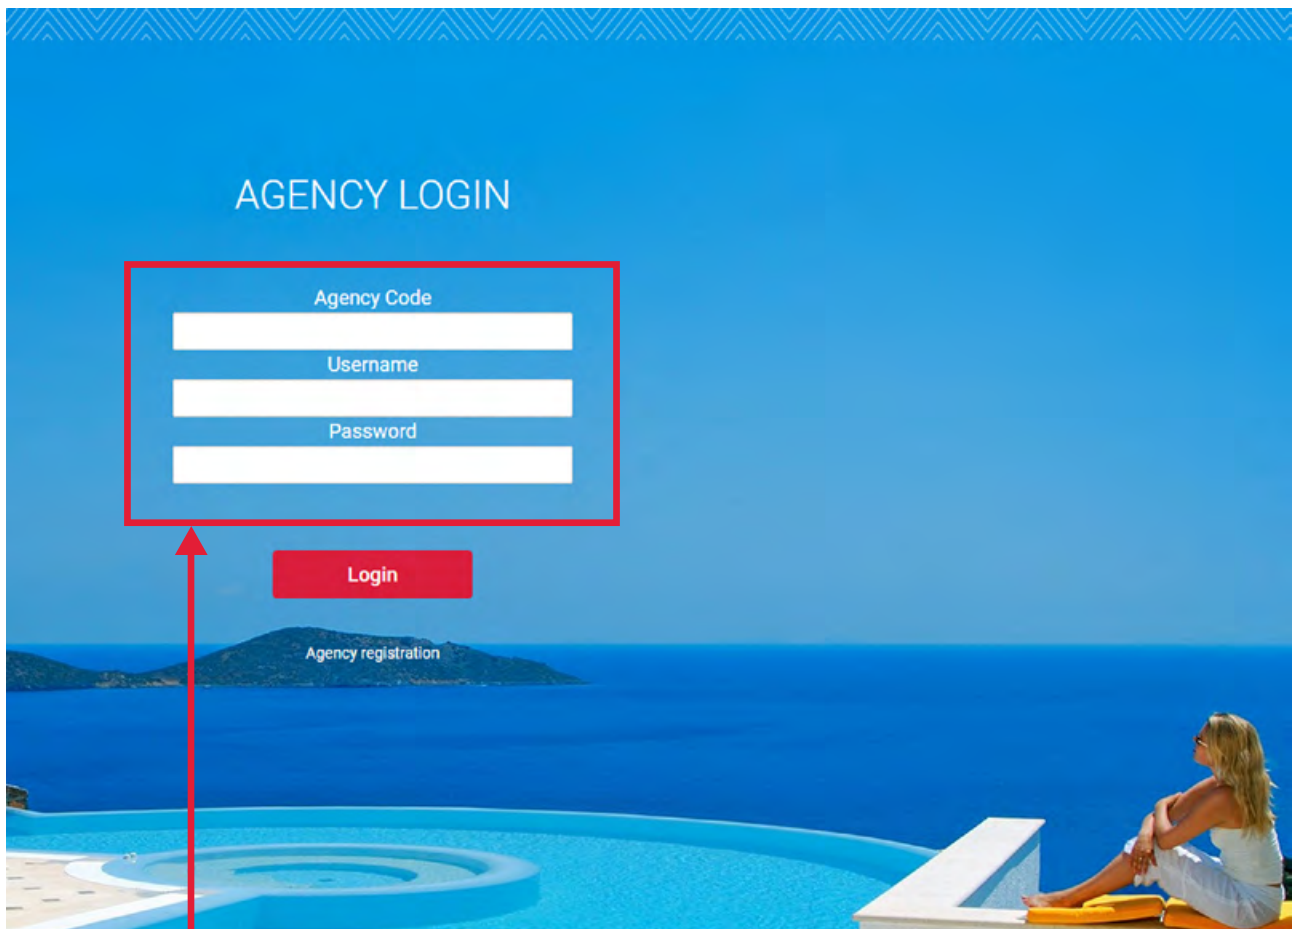 AGENCY LOGIN
Agency Code
Username
Password
Login
Agency registration